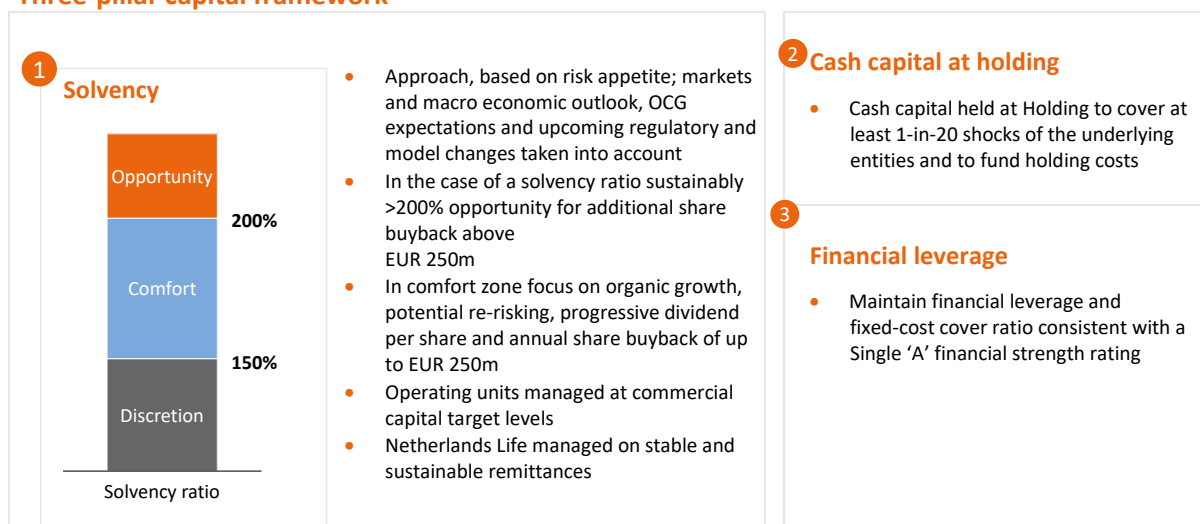 Three-pillar capital framework
1
Solvency
Opportunity
200%
Comfort
150%
Discretion
Solvency ratio
• Approach, based on risk appetite; markets
and macro economic outlook, OCG
expectations and upcoming regulatory and
model changes taken into account
• In the case of a solvency ratio sustainably
>200% opportunity for additional share
buyback above
EUR 250m
• In comfort zone focus on organic growth,
potential re-risking, progressive dividend
per share and annual share buyback of up
to EUR 250m
• Operating units managed at commercial
capital target levels
• Netherlands Life managed on stable and
sustainable remittances
2
Cash capital at holding
• Cash capital held at Holding to cover at
least 1-in-20 shocks of the underlying
entities and to fund holding costs
3
Financial leverage
• Maintain financial leverage and
fixed-cost cover ratio consistent with a
Single ‘A’ financial strength rating